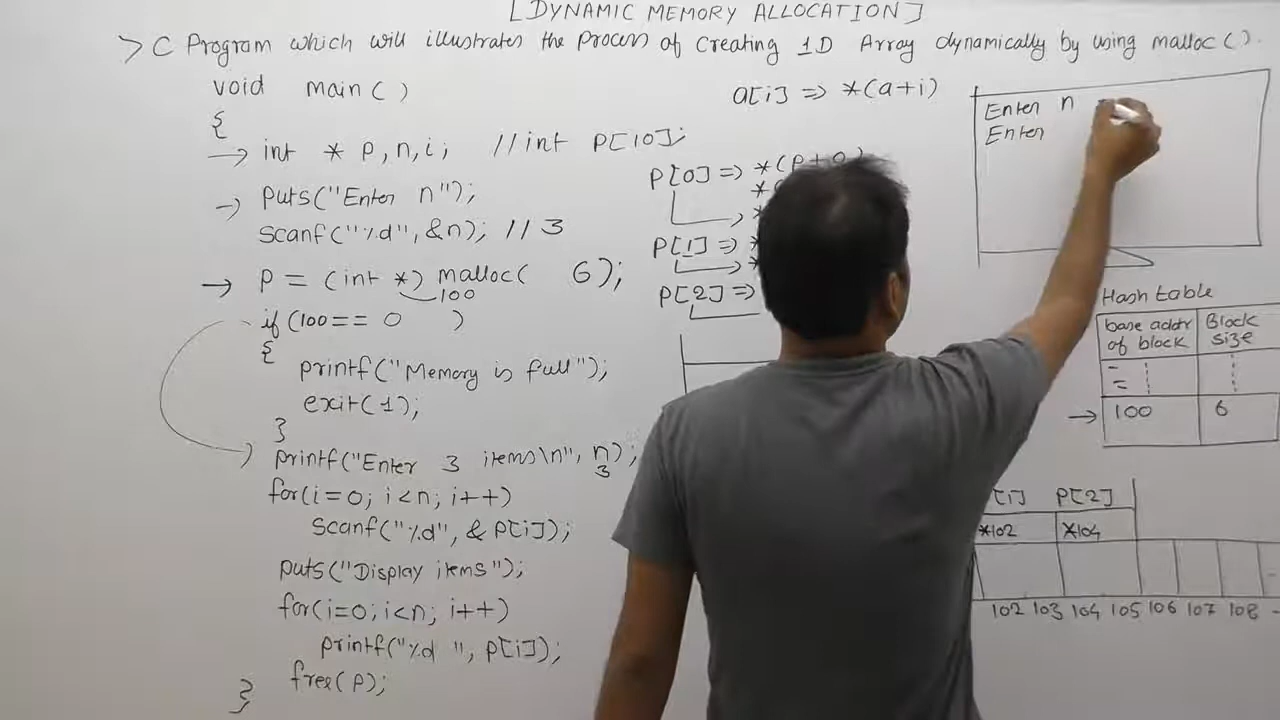 [DYNAMIC MEMORY ALLOCATION]
> C Program which will illustrates the process of Creating 1D Array dynamically by using malloc().
void main()
{
→ int * p,n,i; //int P[10];
→ puts("Enter n");
scanf("%d",&n); //3
→ P = (int *) malloc( 6);
100
if (100== 0 )
{
printf("Memory is full");
exit(1);
}
printf("Enter 3 items\n", n);
3
for(i=0; i<n; i++)
scanf("%d", & P[i]);
puts("Display items");
for(i=0;i<n; i++)
printf("%d ", P[i]);
free(P);
}
a[i] => *(a+i)
P[0] => *(P+0)
P[1] => *
P[2] =>
Enter n
Enter
Hash table
base addr of block Block size
100 6
[1] P[2]
*102 *104
102 103 104 105 106 107 108 -